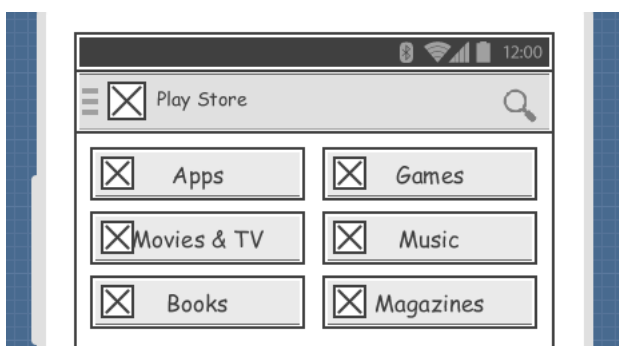 12:00
Play Store
Apps
Games
Movies & TV
Music
Books
Magazines